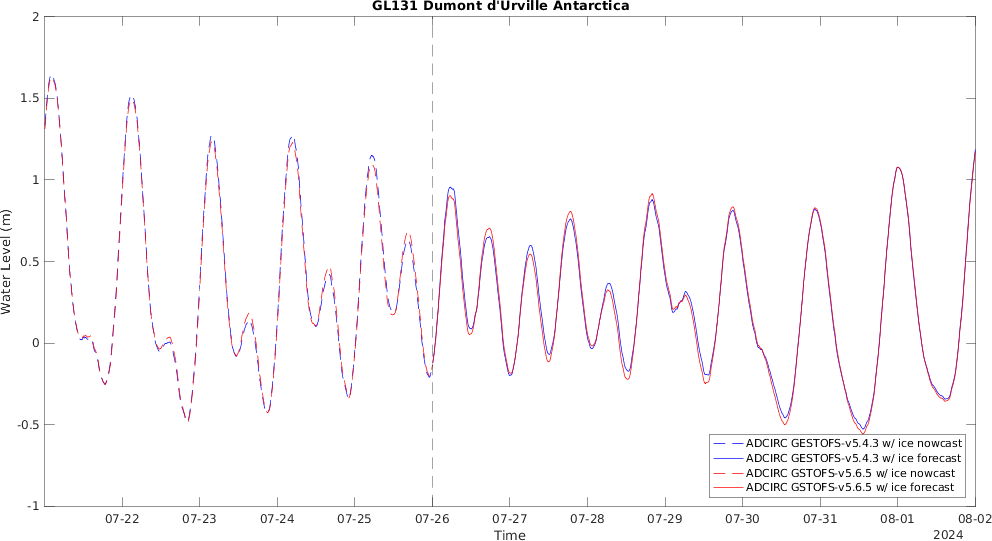 GL131 Dumont d'Urville Antarctica
2
1.5
1
0.5
0
-0.5
-1
Water Level (m)
ADCIRC GESTOFS-v5.4.3 w/ ice nowcast
ADCIRC GESTOFS-v5.4.3 w/ ice forecast
ADCIRC GSTOFS-v5.6.5 w/ ice nowcast
ADCIRC GSTOFS-v5.6.5 w/ ice forecast
07-22 07-23 07-24 07-25 07-26 07-27 07-28 07-29 07-30 07-31 08-01 08-02
Time
2024